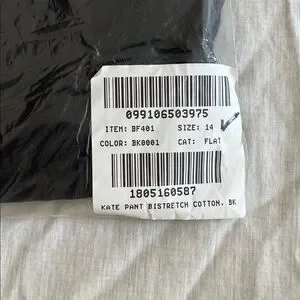 099106503975
ITEM: BF401 SIZE: 14
COLOR: BK0001 CAT: FLAT
1805160587
KATE PANT BISTRETCH COTTON, BK